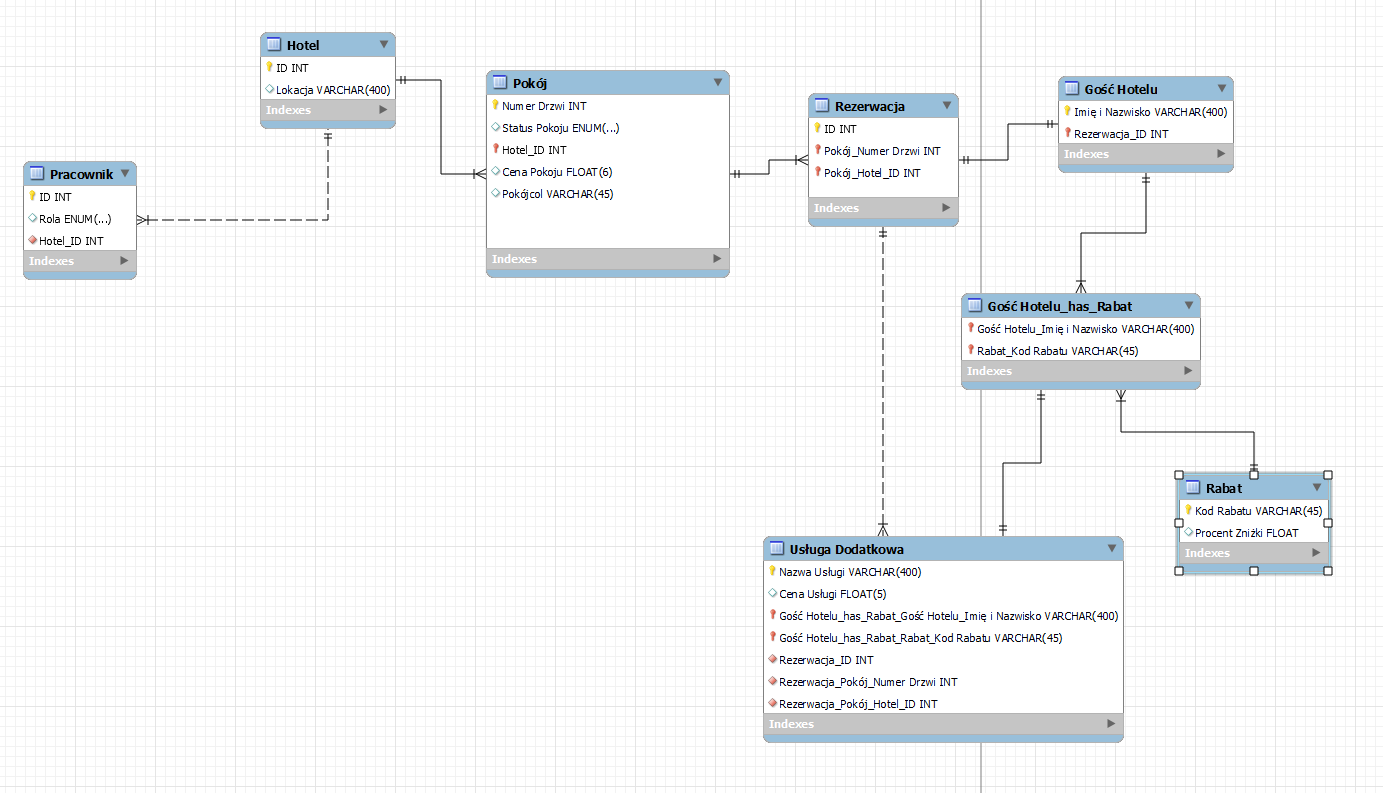 Hotel
ID INT
Lokacja VARCHAR(400)
Indexes
Pracownik
ID INT
Rola ENUM(...)
Hotel_ID INT
Indexes
Pokój
Numer Drzwi INT
Status Pokoju ENUM(...)
Hotel_ID INT
Cena Pokoju FLOAT(6)
Pokójcol VARCHAR(45)
Indexes
Rezerwacja
ID INT
Pokój_Numer Drzwi INT
Pokój_Hotel_ID INT
Indexes
Gość Hotelu
Imię i Nazwisko VARCHAR(400)
Rezerwacja_ID INT
Indexes
Gość Hotelu_has_Rabat
Gość Hotelu_Imię i Nazwisko VARCHAR(400)
Rabat_Kod Rabatu VARCHAR(45)
Indexes
Rabat
Kod Rabatu VARCHAR(45)
Procent Zniżki FLOAT
Indexes
Usługa Dodatkowa
Nazwa Usługi VARCHAR(400)
Cena Usługi FLOAT(5)
Gość Hotelu_has_Rabat_Gość Hotelu_Imię i Nazwisko VARCHAR(400)
Gość Hotelu_has_Rabat_Rabat_Kod Rabatu VARCHAR(45)
Rezerwacja_ID INT
Rezerwacja_Pokój_Numer Drzwi INT
Rezerwacja_Pokój_Hotel_ID INT
Indexes